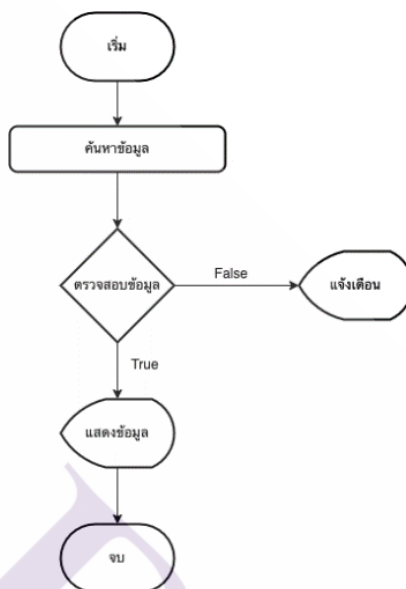 เริ่ม
ค้นหาข้อมูล
ตรวจสอบข้อมูล
False
แจ้งเตือน
True
แสดงข้อมูล
จบ